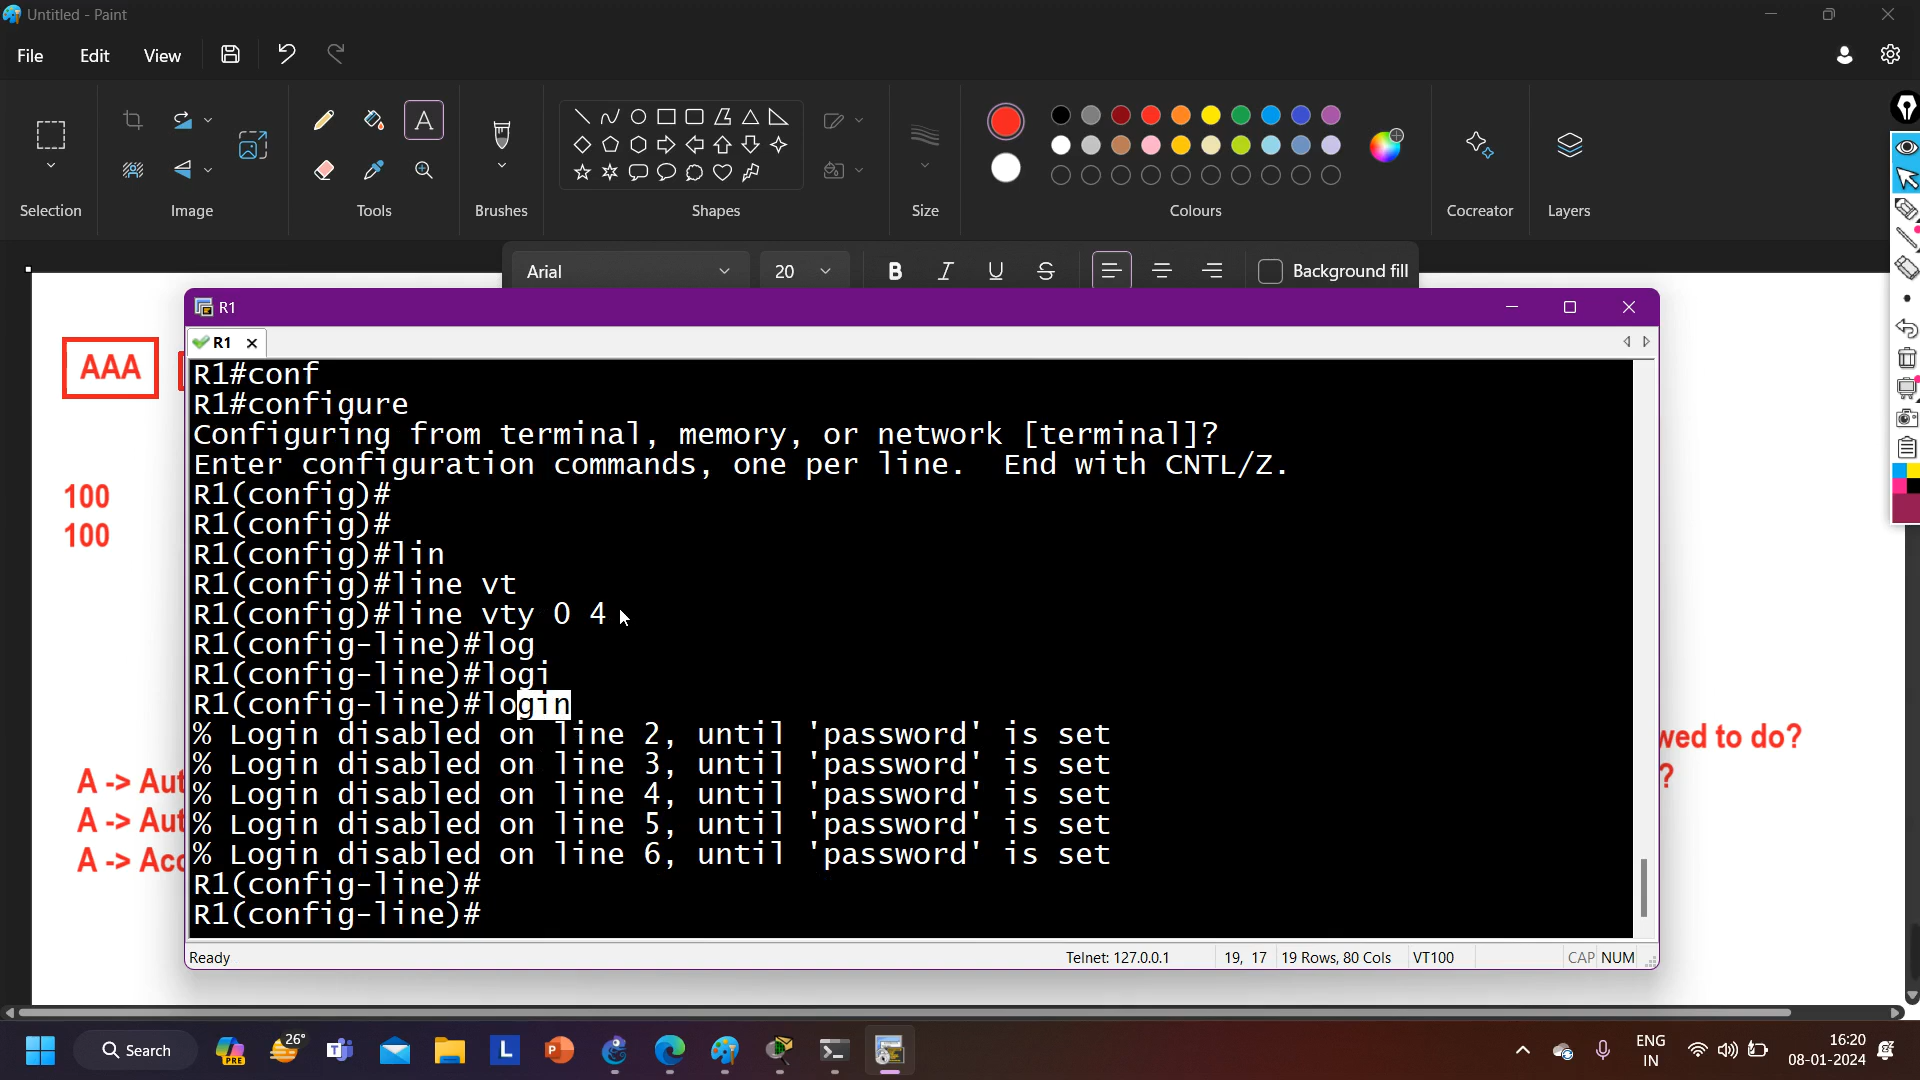 Untitled - Paint
File Edit View
Selection Image Tools Brushes Shapes Size Colours Cocreator Layers
Arial 20 B I U S Background fill
R1
R1
AAA
100
100
A -> Aut
A -> Aut
A -> Acc
R1#conf
R1#configure
Configuring from terminal, memory, or network [terminal]?
Enter configuration commands, one per line.  End with CNTL/Z.
R1(config)#
R1(config)#
R1(config)#lin
R1(config)#line vt
R1(config)#line vty 0 4
R1(config-line)#log
R1(config-line)#logi
R1(config-line)#login
% Login disabled on line 2, until 'password' is set
% Login disabled on line 3, until 'password' is set
% Login disabled on line 4, until 'password' is set
% Login disabled on line 5, until 'password' is set
% Login disabled on line 6, until 'password' is set
R1(config-line)#
R1(config-line)#
wed to do?
?
Ready Telnet: 127.0.0.1 19, 17 19 Rows, 80 Cols VT100 CAP NUM
Search PRE 26° L P ENG 16:20
IN 08-01-2024